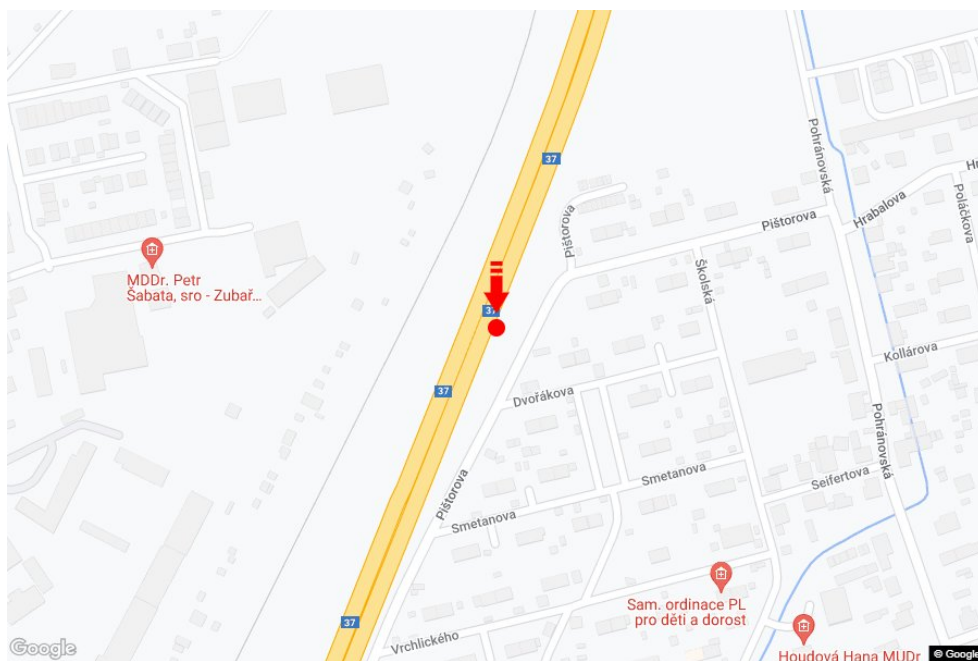 37
Pohránovská
Pištorova
Hrabalova
Poláčkova
Pištorova
MDDr. Petr
Šabata, sro - Zubař...
Školská
37
Kollárova
37
Dvořákova
Pohránovská
Pištorova
Smetanova
Smetanova
Seifertova
Sam. ordinace PL
pro děti a dorost
37
Vrchlického
Houdová Hana MUDr
Google
© Google